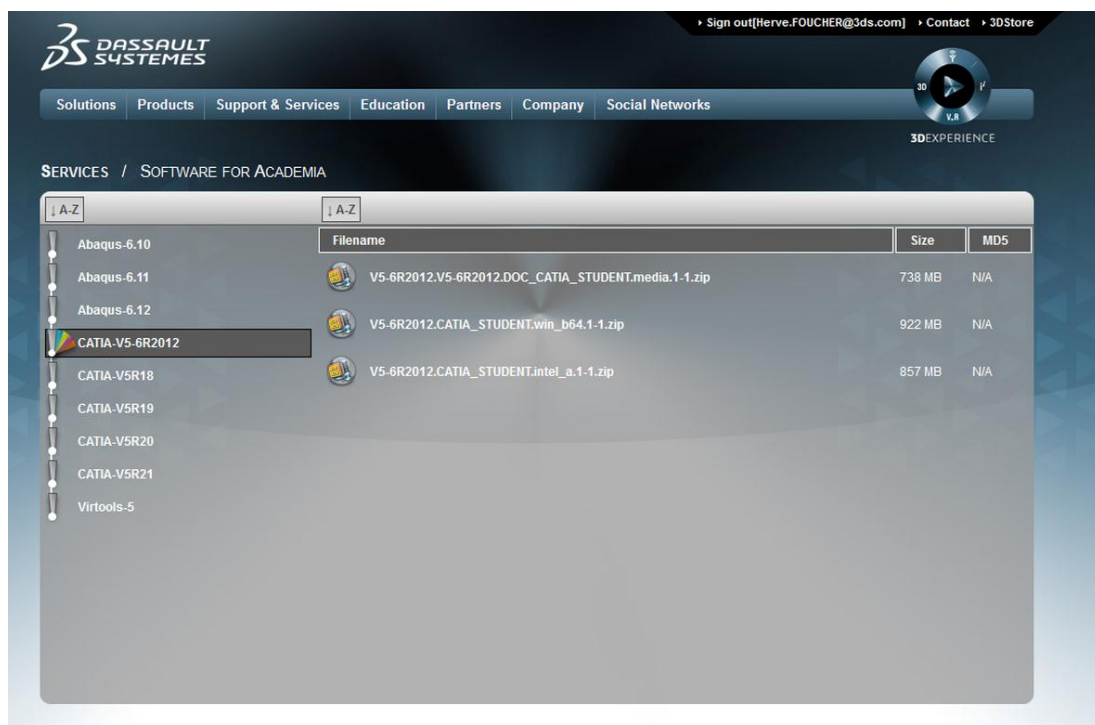 Sign out[Herve.FOUCHER@3ds.com] Contact 3DStore
DASSAULT
SYSTEMES
Solutions Products Support & Services Education Partners Company Social Networks
3D
V.R
3DEXPERIENCE
SERVICES / SOFTWARE FOR ACADEMIA
↓ A-Z ↓ A-Z
Filename Size MD5
Abaqus-6.10
Abaqus-6.11
Abaqus-6.12
CATIA-V5-6R2012
CATIA-V5R18
CATIA-V5R19
CATIA-V5R20
CATIA-V5R21
Virtools-5
V5-6R2012.V5-6R2012.DOC_CATIA_STUDENT.media.1-1.zip 738 MB N/A
V5-6R2012.CATIA_STUDENT.win_b64.1-1.zip 922 MB N/A
V5-6R2012.CATIA_STUDENT.intel_a.1-1.zip 857 MB N/A